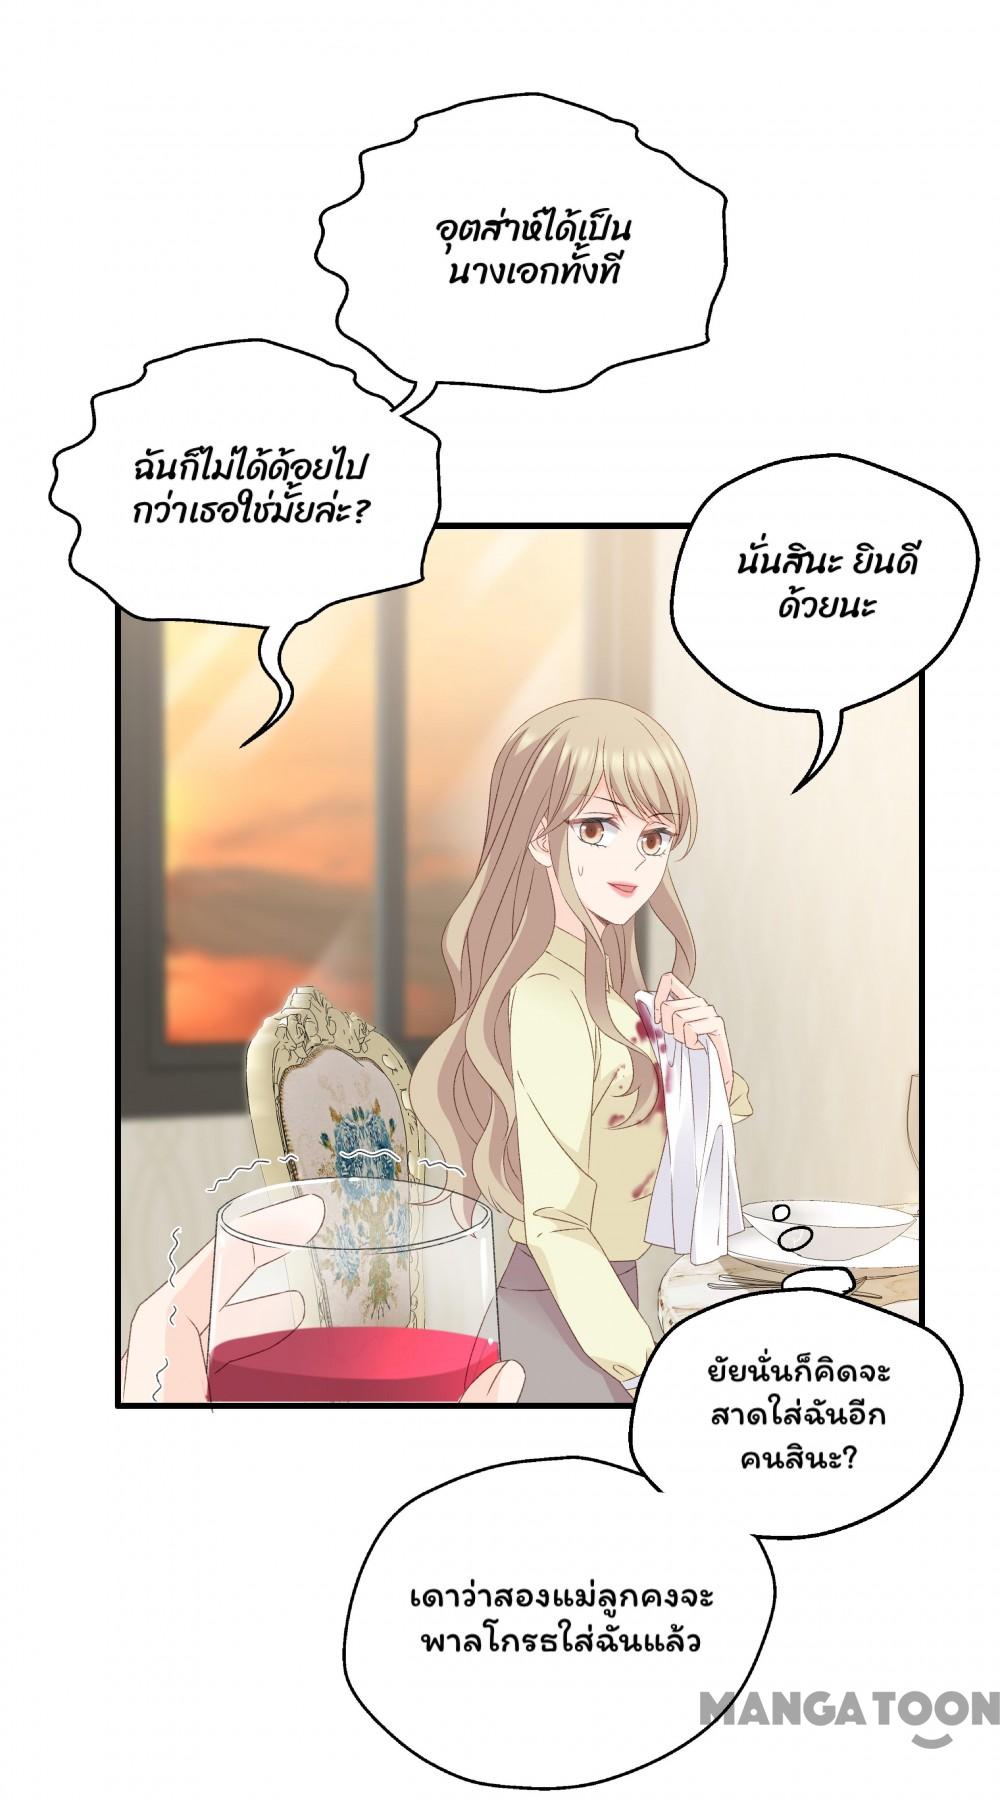 อุตส่าห์ได้เป็น
นางเอกทั้งที
ฉันก็ไม่ได้ด้อยไป
กว่าเธอใช่มั้ยล่ะ?
นั่นสินะ ยินดี
ด้วยนะ
ยัยนั่นก็คิดจะ
สาดใส่ฉันอีก
คนสินะ?
เดาว่าสองแม่ลูกคงจะ
พาลโกรธใส่ฉันแล้ว
MANGATOON